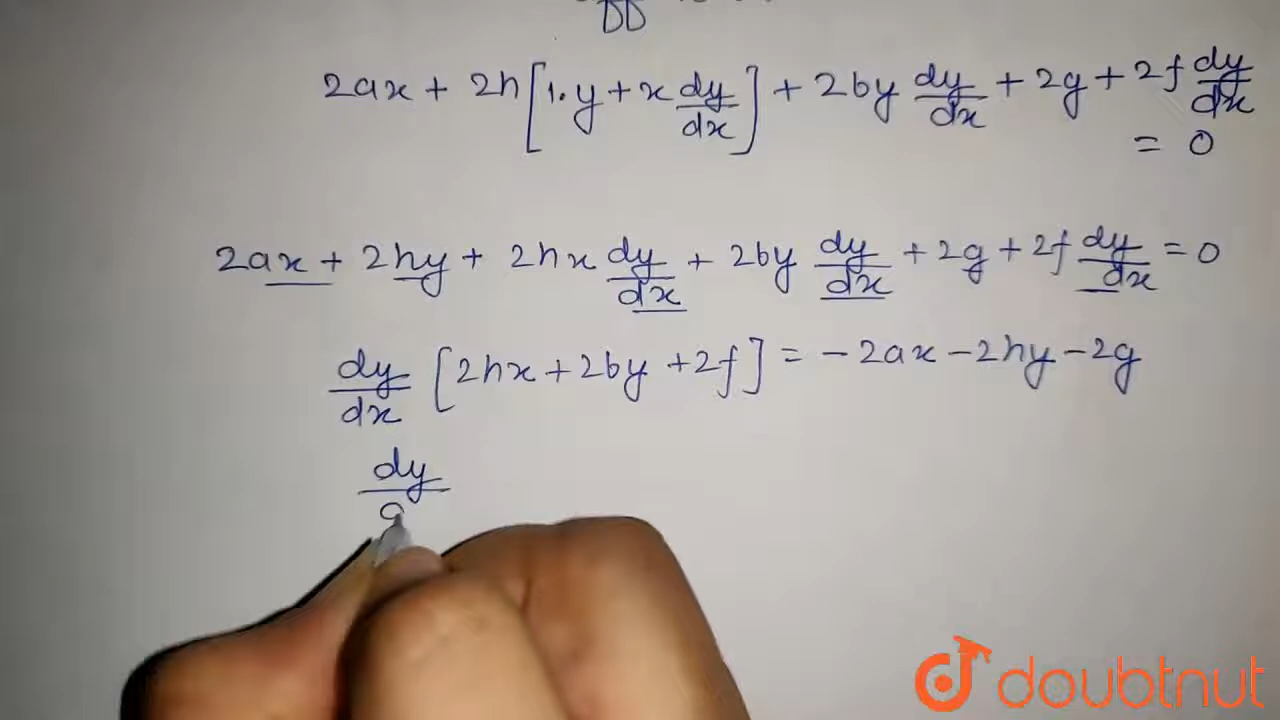 2ax + 2h[1.y + x dy/dx] + 2by dy/dx + 2g + 2f dy/dx
= 0
2ax + 2hy + 2hx dy/dx + 2by dy/dx + 2g + 2f dy/dx = 0
dy/dx [2hx + 2by + 2f] = -2ax - 2hy - 2g
dy
doubtnut